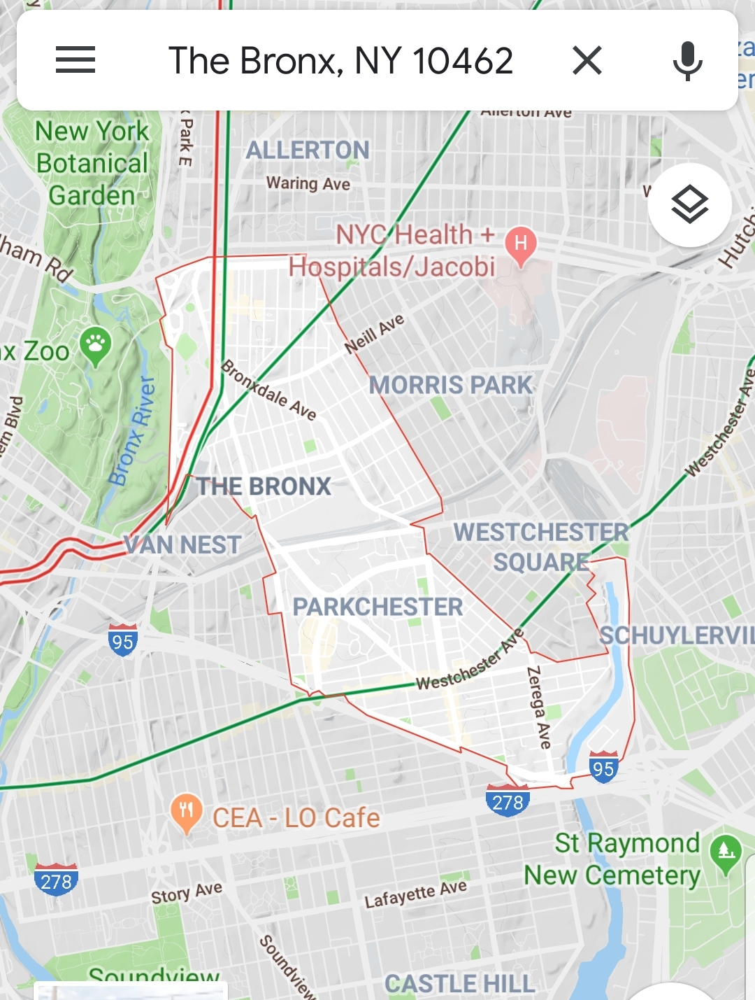 The Bronx, NY 10462
Allerton Ave
New York
Botanical
Garden
Park E
ALLERTON
Waring Ave
NYC Health +
Hospitals/Jacobi
H
Neill Ave
Bronxdale Ave
MORRIS PARK
Bronx River
THE BRONX
VAN NEST
WESTCHESTER
SQUARE
Westchester Ave
PARKCHESTER
95
Westchester Ave
Zerega Ave
95
278
CEA - LO Cafe
St Raymond
New Cemetery
278
Story Ave
Lafayette Ave
Soundview
Soundview
CASTLE HILL